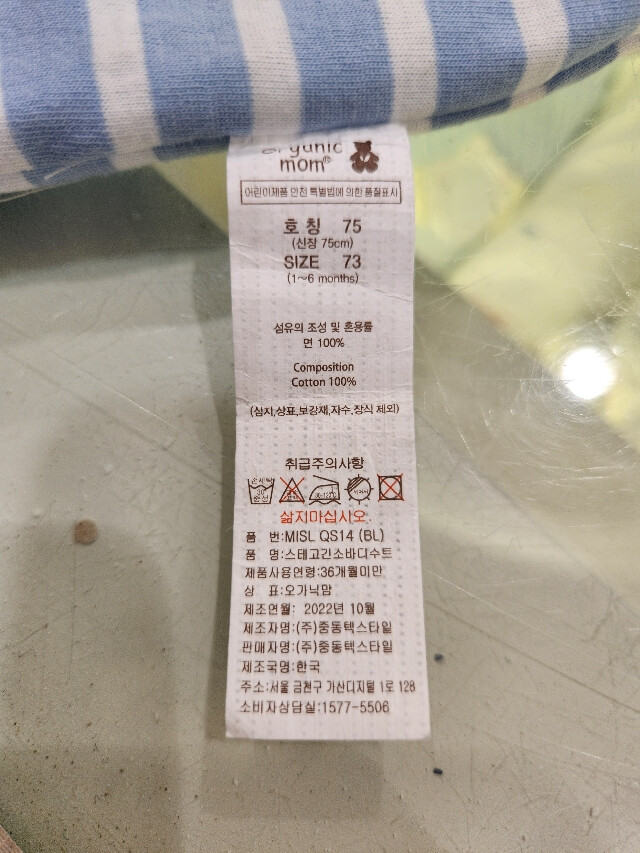 organic
mom®
어린이제품 안전 특별법에 의한 품질표시
호 칭 75
(신장 75cm)
SIZE 73
(1~6 months)
섬유의 조성 및 혼용률
면 100%
Composition
Cotton 100%
(심지,상표,보강재,자수,장식 제외)
취급주의사항
손세탁 30 중성
삶지마십시오
품 번:MISL QS14 (BL)
품 명:스테고긴소바디수트
제품사용연령:36개월미만
상 표:오가닉맘
제조연월: 2022년 10월
제조자명:(주)중동텍스타일
판매자명:(주)중동텍스타일
제조국명:한국
주소:서울 금천구 가산디지털 1로 128
소비자상담실:1577-5506